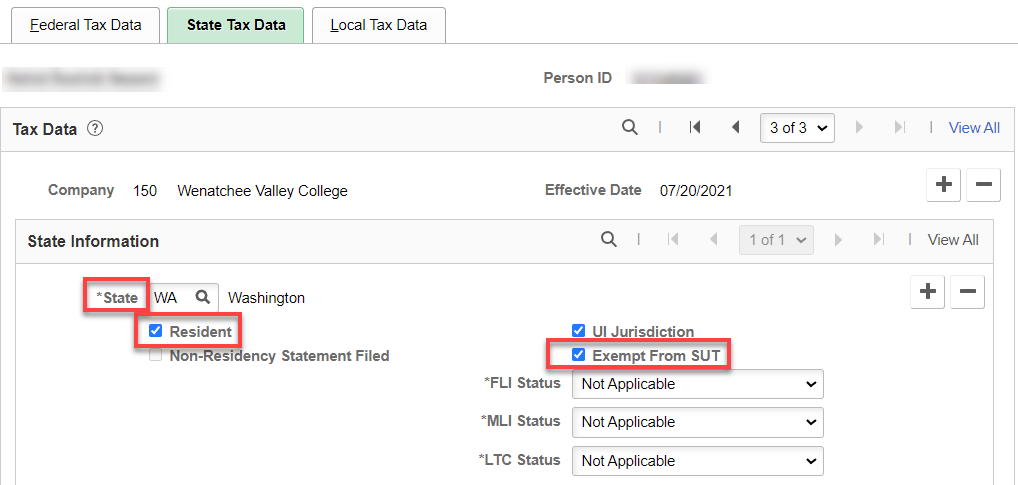 Federal Tax Data State Tax Data Local Tax Data
Person ID
Tax Data ? 3 of 3 View All
Company 150 Wenatchee Valley College Effective Date 07/20/2021
State Information 1 of 1 View All
*State WA Washington
Resident UI Jurisdiction
Non-Residency Statement Filed Exempt From SUT
*FLI Status Not Applicable
*MLI Status Not Applicable
*LTC Status Not Applicable